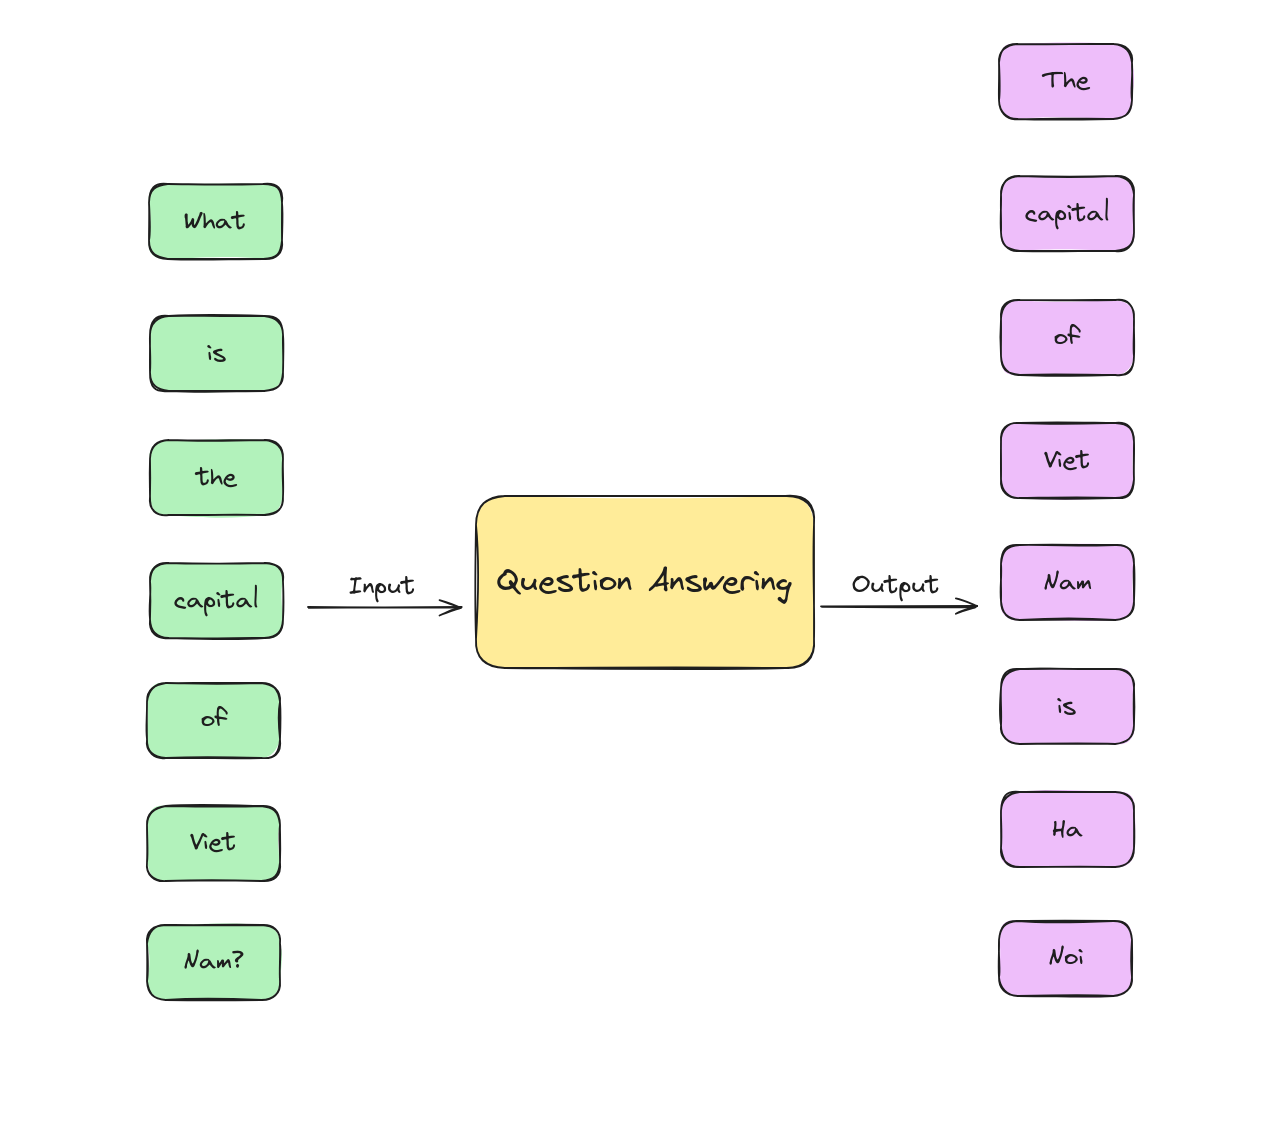 What
is
the
capital
of
Viet
Nam?
Input
Question Answering
Output
The
capital
of
Viet
Nam
is
Ha
Noi